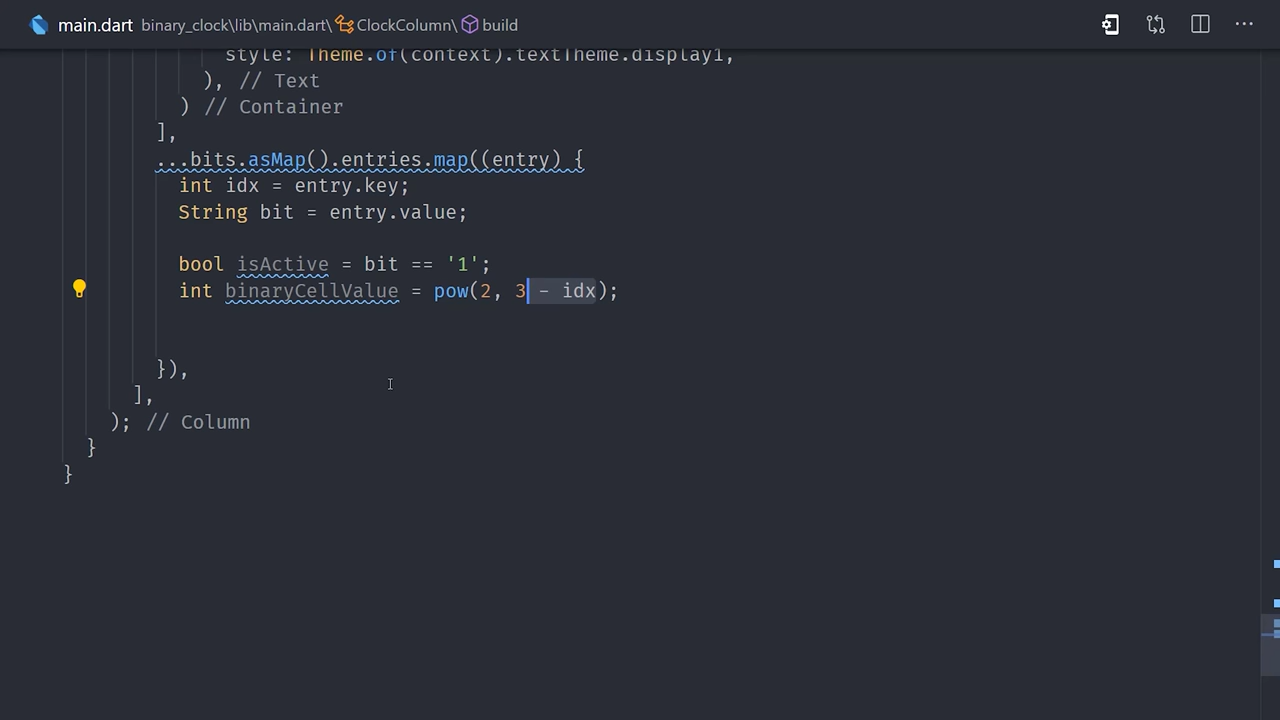 main.dart binary_clock\lib\main.dart\ ClockColumn\ build
style: Theme.of(context).textTheme.display1,
), // Text
) // Container
],
...bits.asMap().entries.map((entry) {
int idx = entry.key;
String bit = entry.value;
bool isActive = bit == '1';
int binaryCellValue = pow(2, 3 - idx);
}),
],
); // Column
}
}